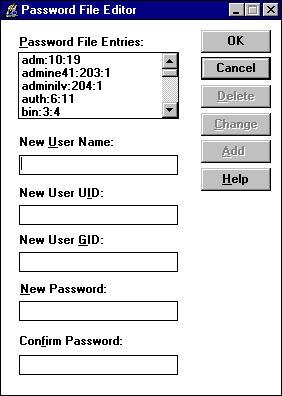 Password File Editor
Password File Entries:
adm:10:19
admine41:203:1
adminilv:204:1
auth:6:11
bin:3:4
OK
Cancel
Delete
Change
Add
Help
New User Name:
New User UID:
New User GID:
New Password:
Confirm Password: